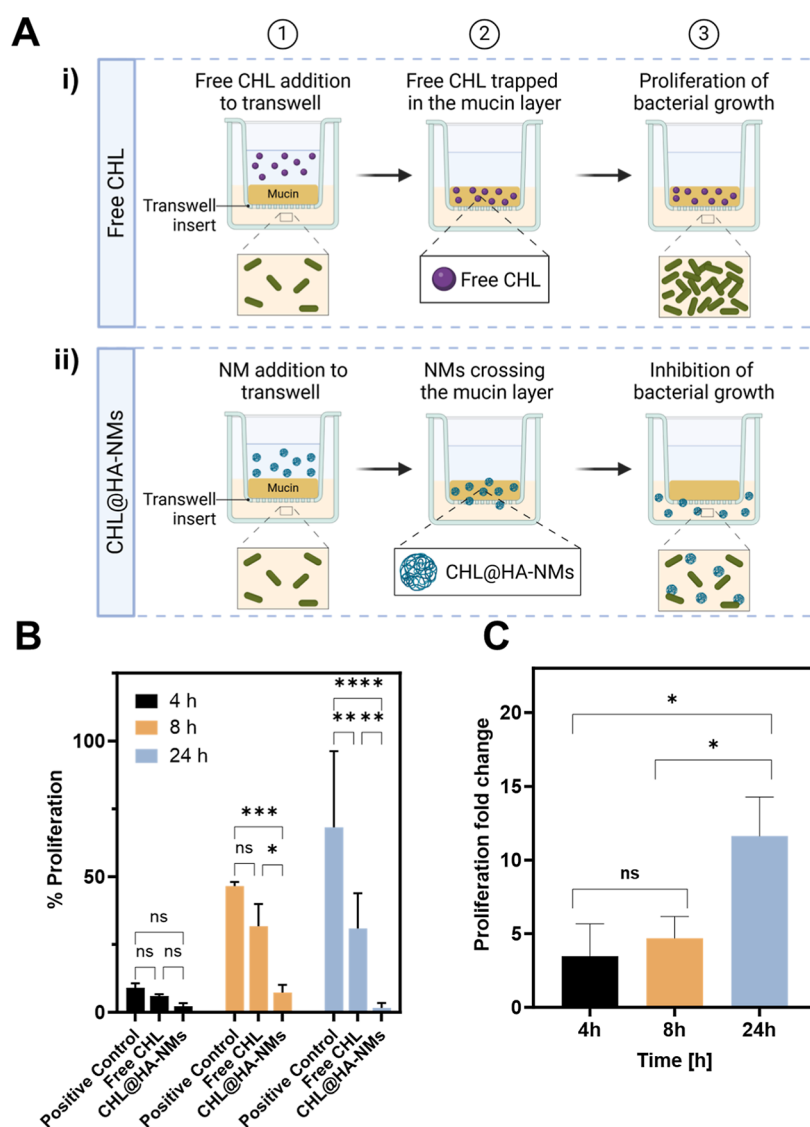 A
1
2
3
i)
Free CHL
Free CHL addition
to transwell
Free CHL trapped
in the mucin layer
Proliferation of
bacterial growth
Mucin
Transwell
insert
Free CHL
ii)
CHL@HA-NMs
NM addition to
transwell
NMs crossing
the mucin layer
Inhibition of
bacterial growth
Mucin
Transwell
insert
CHL@HA-NMs
B
% Proliferation
100
50
0
4 h
8 h
24 h
ns
ns
ns
***
ns
*
****
**
**
Positive Control
Free CHL
CHL@HA-NMs
Positive Control
Free CHL
CHL@HA-NMs
Positive Control
Free CHL
CHL@HA-NMs
C
Proliferation fold change
20
15
10
5
0
*
*
ns
4h
8h
24h
Time [h]